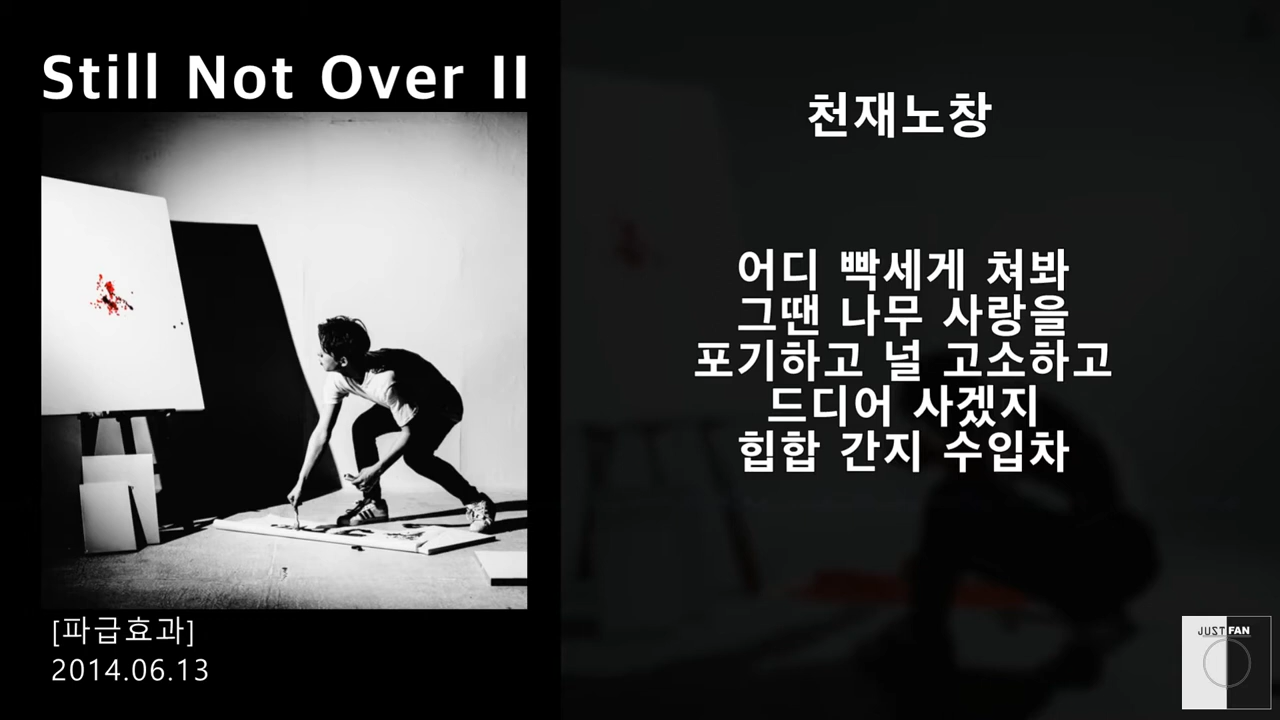 Still Not Over II
[파급효과]
2014.06.13
천재노창
어디 빡세게 쳐봐
그땐 나무 사랑을
포기하고 널 고소하고
드디어 사겠지
힙합 간지 수입차
JUST FAN